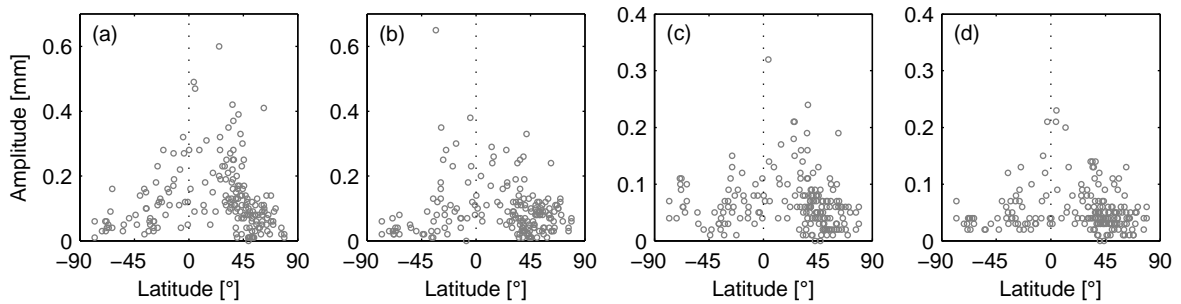 (a) (b) (c) (d)
Amplitude [mm]
0.6 0.4 0.2 0
0.6 0.4 0.2 0
0.4 0.3 0.2 0.1 0
0.4 0.3 0.2 0.1 0
−90 −45 0 45 90 −90 −45 0 45 90 −90 −45 0 45 90 −90 −45 0 45 90
Latitude [°] Latitude [°] Latitude [°] Latitude [°]